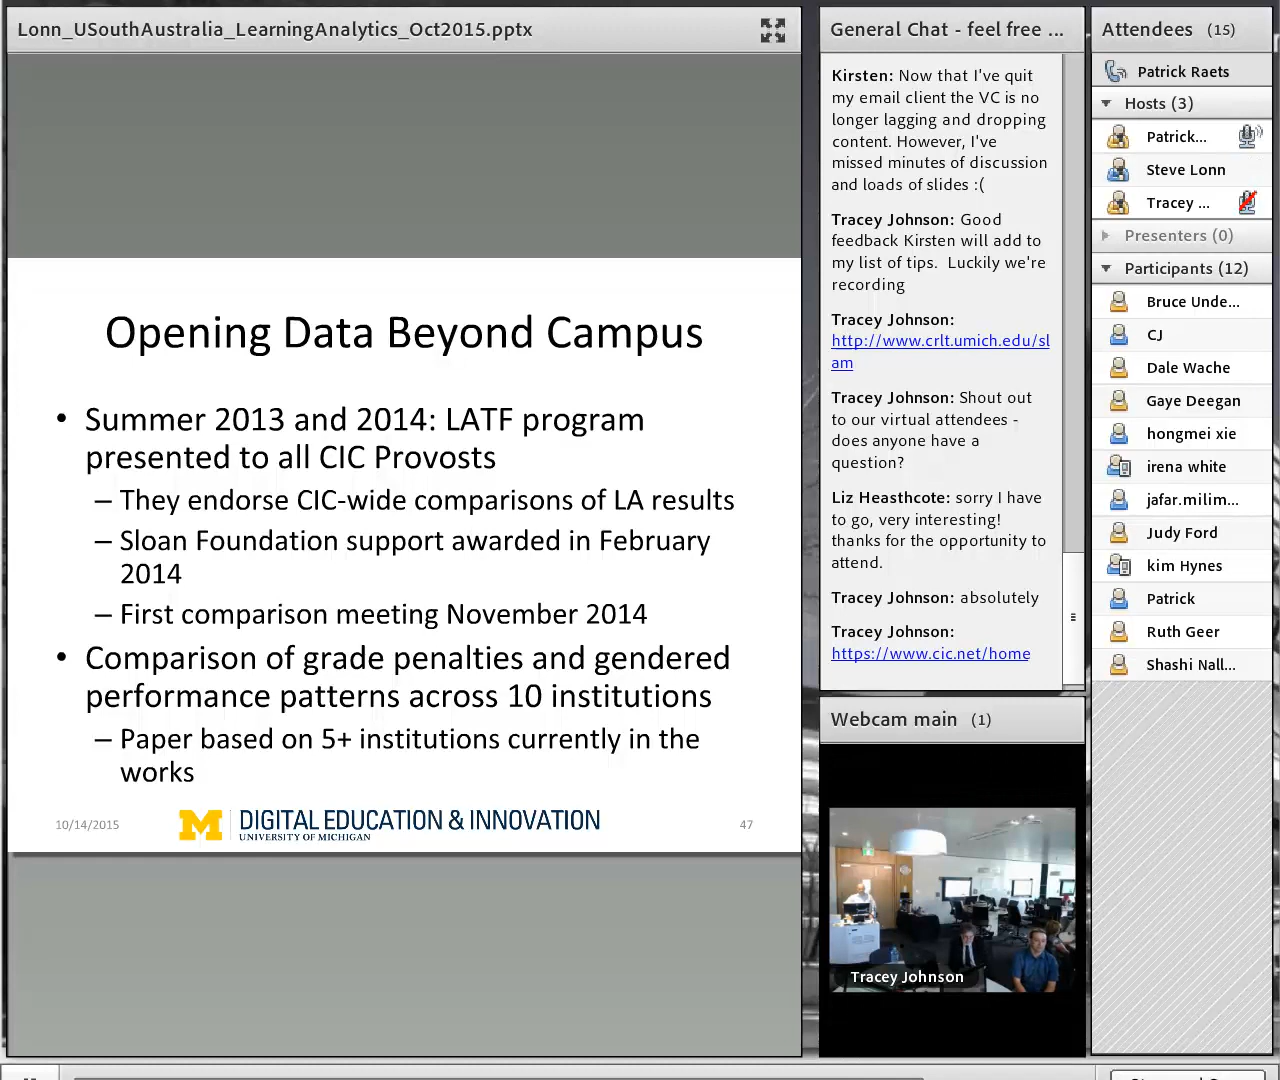 Lonn_USouthAustralia_LearningAnalytics_Oct2015.pptx
Opening Data Beyond Campus
• Summer 2013 and 2014: LATF program
presented to all CIC Provosts
– They endorse CIC-wide comparisons of LA results
– Sloan Foundation support awarded in February
2014
– First comparison meeting November 2014
• Comparison of grade penalties and gendered
performance patterns across 10 institutions
– Paper based on 5+ institutions currently in the
works
10/14/2015
M DIGITAL EDUCATION & INNOVATION
UNIVERSITY OF MICHIGAN
47
General Chat - feel free ...
Kirsten: Now that I've quit
my email client the VC is no
longer lagging and dropping
content. However, I've
missed minutes of discussion
and loads of slides :(
Tracey Johnson: Good
feedback Kirsten will add to
my list of tips.  Luckily we're
recording
Tracey Johnson:
http://www.crlt.umich.edu/sl
am
Tracey Johnson: Shout out
to our virtual attendees -
does anyone have a
question?
Liz Heasthcote: sorry I have
to go, very interesting!
thanks for the opportunity to
attend.
Tracey Johnson: absolutely
Tracey Johnson:
https://www.cic.net/home
Webcam main (1)
Tracey Johnson
Attendees (15)
Patrick Raets
Hosts (3)
Patrick...
Steve Lonn
Tracey ...
Presenters (0)
Participants (12)
Bruce Unde...
CJ
Dale Wache
Gaye Deegan
hongmei xie
irena white
jafar.milim...
Judy Ford
kim Hynes
Patrick
Ruth Geer
Shashi Nall...